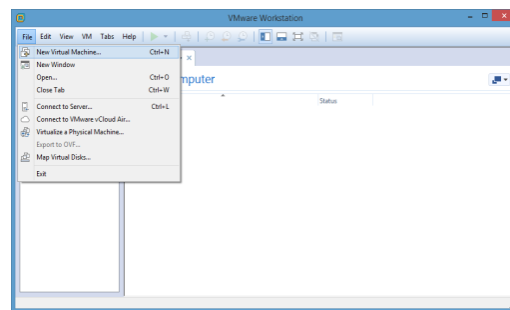 VMware Workstation
File Edit View VM Tabs Help
New Virtual Machine... Ctrl+N
New Window
Open... Ctrl+O
Close Tab Ctrl+W
Connect to Server... Ctrl+L
Connect to VMware vCloud Air...
Virtualize a Physical Machine...
Export to OVF...
Map Virtual Disks...
Exit
mputer
Status